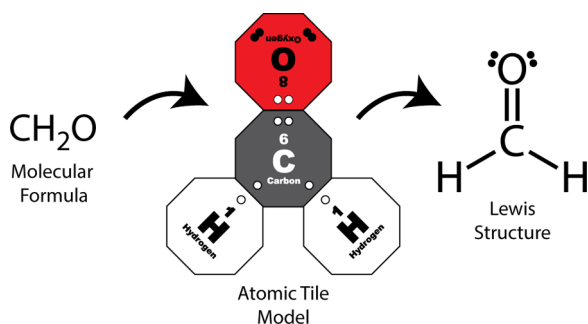 CH₂O
Molecular
Formula
Oxygen
O
8
6
C
Carbon
1
H
Hydrogen
1
H
Hydrogen
Atomic Tile
Model
O
C
H
H
Lewis
Structure